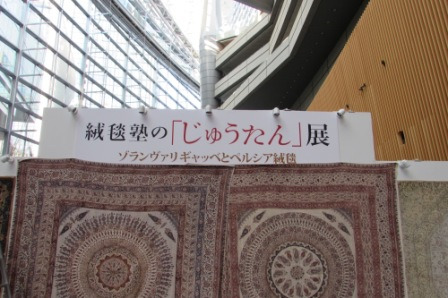 絨毯塾の「じゅうたん」展
ゾランヴァリギャッベとペルシア絨毯